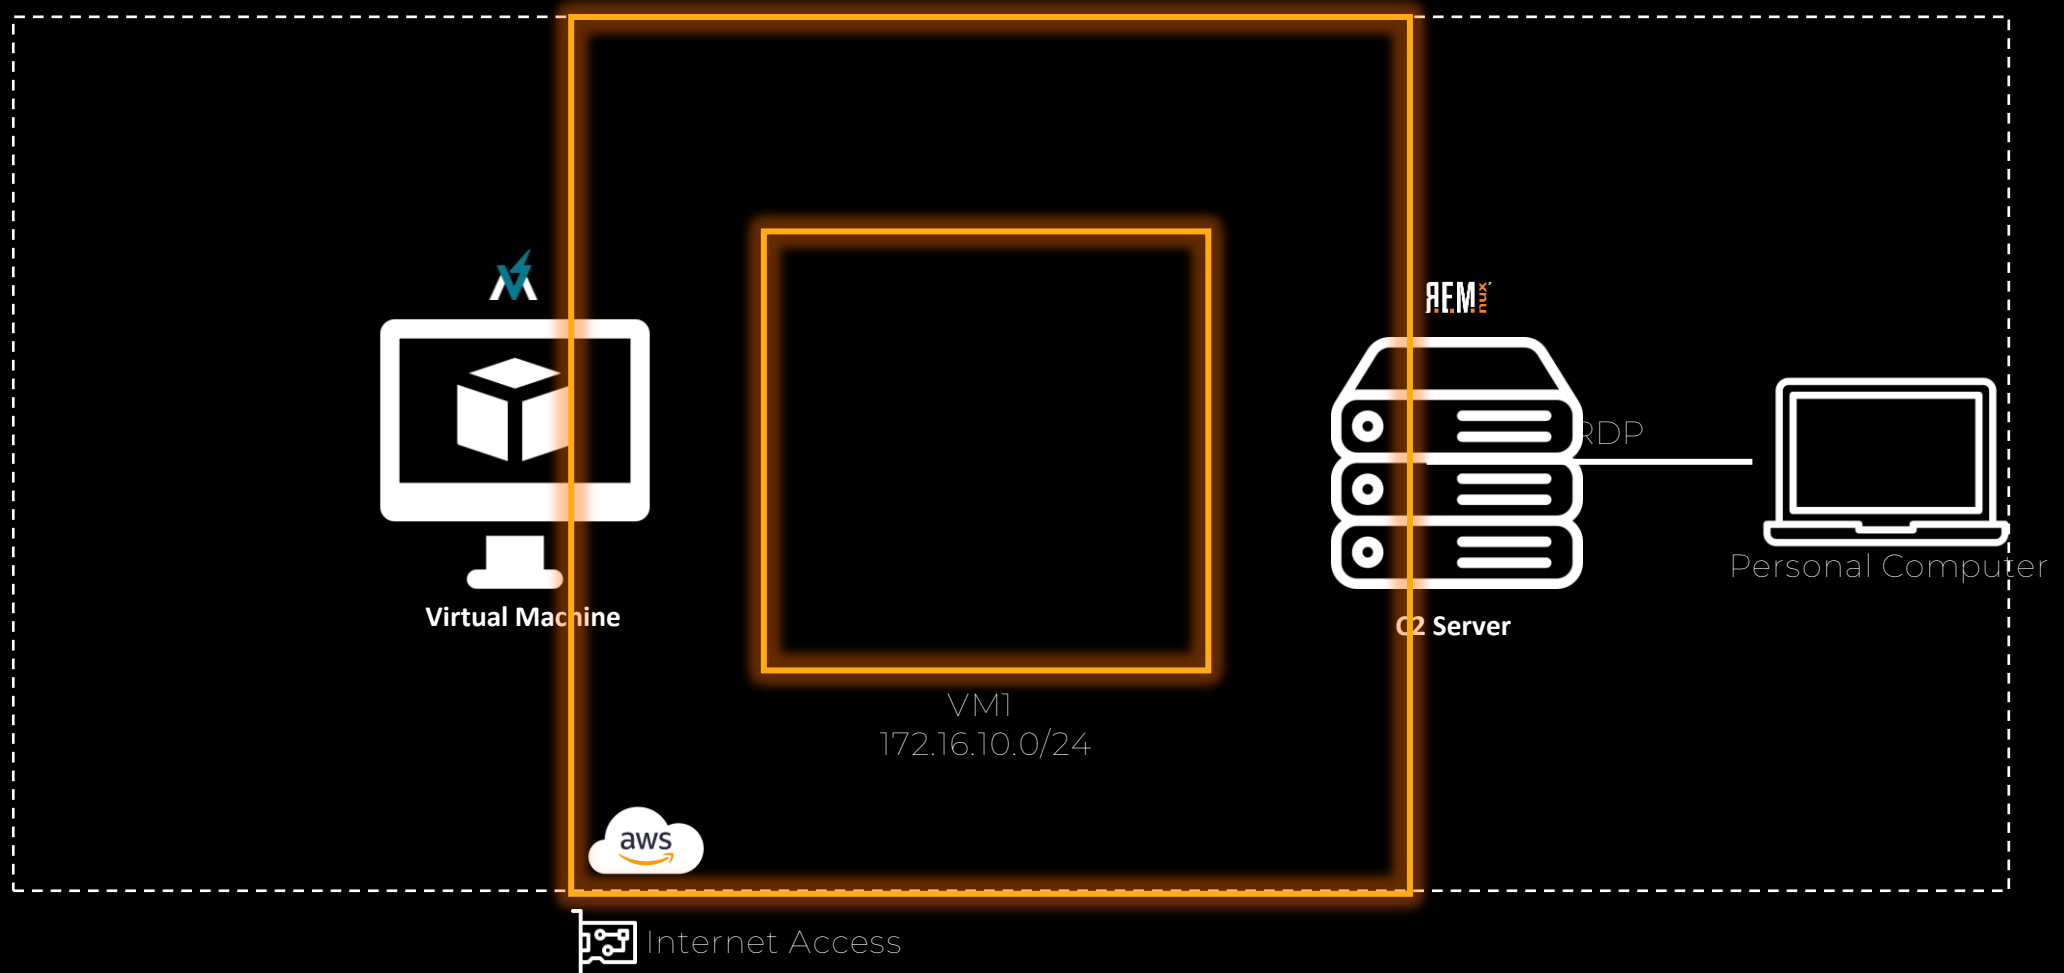 REMnux
RDP
Personal Computer
Virtual Machine
C2 Server
VM1
172.16.10.0/24
aws
Internet Access